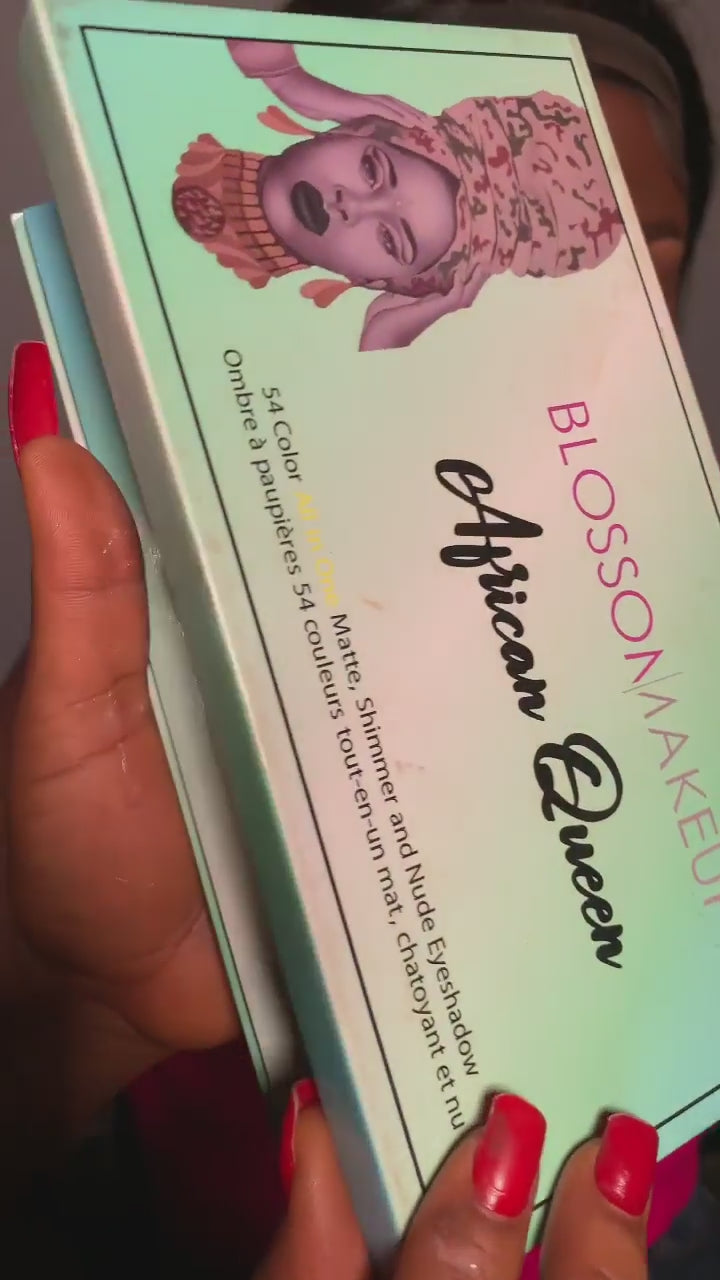 BLOSSOMMAKEUP
African Queen
54 Color All in One Matte, Shimmer and Nude Eyeshadow
Ombre à paupières 54 couleurs tout-en-un mat, chatoyant et nu